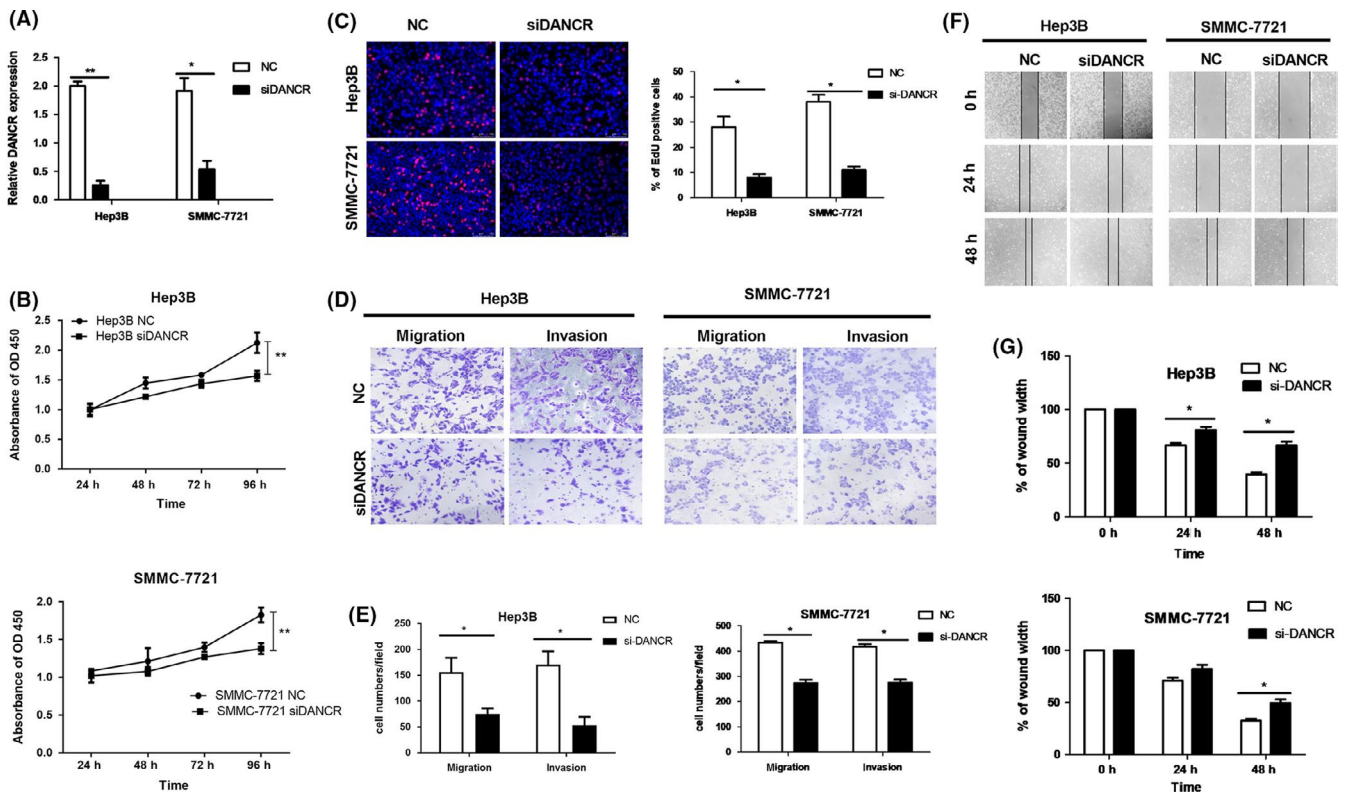 (A)
Relative DANCR expression
2.5
2.0
1.5
1.0
0.5
0.0
**
*
NC
siDANCR
Hep3B
SMMC-7721
(B)
Hep3B
Absorbance of OD 450
2.5
2.0
1.5
1.0
0.5
0.0
Hep3B NC
Hep3B siDANCR
**
24 h
48 h
72 h
96 h
Time
SMMC-7721
Absorbance of OD 450
2.0
1.5
1.0
0.5
0.0
**
SMMC-7721 NC
SMMC-7721 siDANCR
24 h
48 h
72 h
96 h
Time
(C)
NC
siDANCR
Hep3B
SMMC-7721
% of EdU positive cells
50
40
30
20
10
0
*
*
NC
si-DANCR
Hep3B
SMMC-7721
(D)
Hep3B
SMMC-7721
Migration
Invasion
Migration
Invasion
NC
siDANCR
(E)
Hep3B
cell numbers/field
250
200
150
100
50
0
*
*
NC
si-DANCR
Migration
Invasion
SMMC-7721
cell numbers/field
500
400
300
200
100
0
*
*
NC
si-DANCR
Migration
Invasion
(F)
Hep3B
SMMC-7721
NC
siDANCR
NC
siDANCR
0 h
24 h
48 h
(G)
Hep3B
% of wound width
150
100
50
0
*
*
NC
si-DANCR
0 h
24 h
48 h
Time
SMMC-7721
% of wound width
150
100
50
0
*
NC
si-DANCR
0 h
24 h
48 h
Time